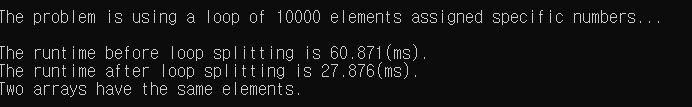 The problem is using a loop of 10000 elements assigned specific numbers...
The runtime before loop splitting is 60.871(ms).
The runtime after loop splitting is 27.876(ms).
Two arrays have the same elements.